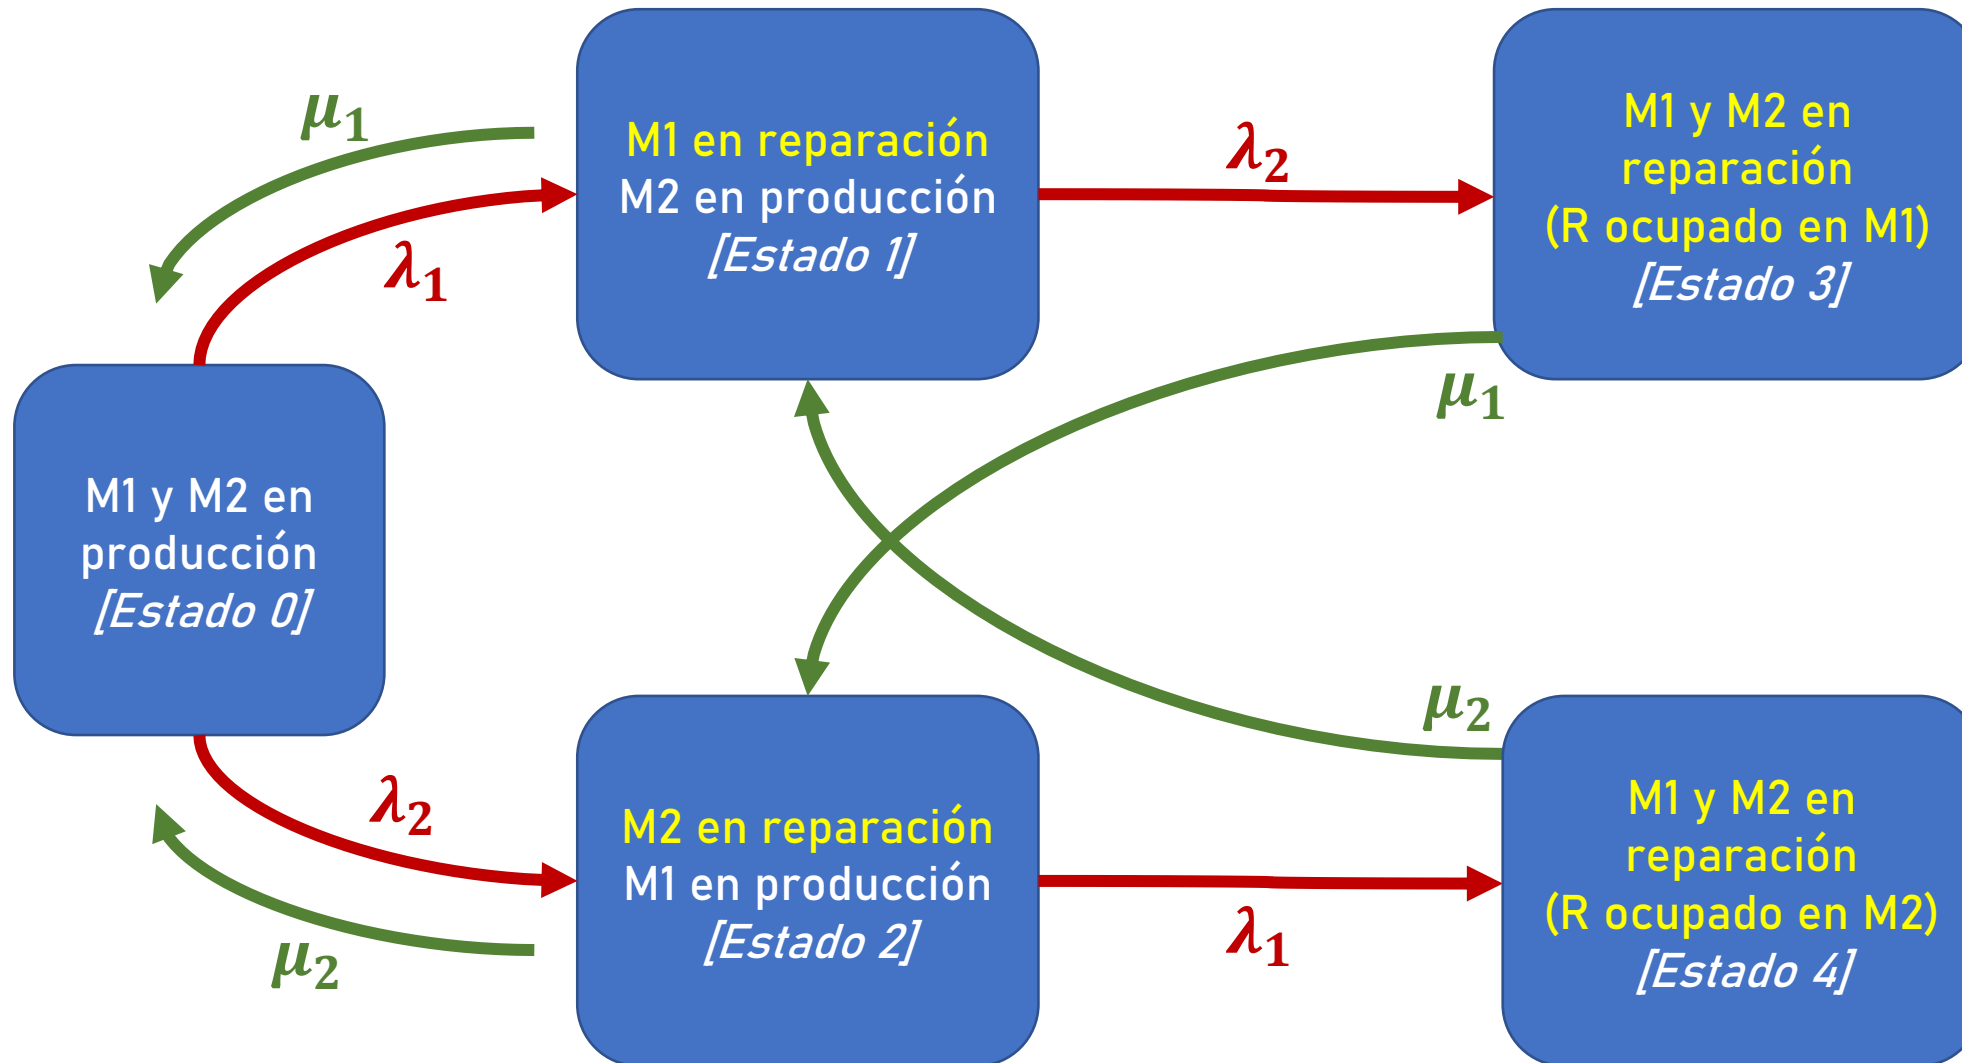 μ₁
λ₁
M1 en reparación
M2 en producción
[Estado 1]
λ₂
M1 y M2 en
reparación
(R ocupado en M1)
[Estado 3]
μ₁
M1 y M2 en
producción
[Estado 0]
λ₂
μ₂
M2 en reparación
M1 en producción
[Estado 2]
λ₁
μ₂
M1 y M2 en
reparación
(R ocupado en M2)
[Estado 4]